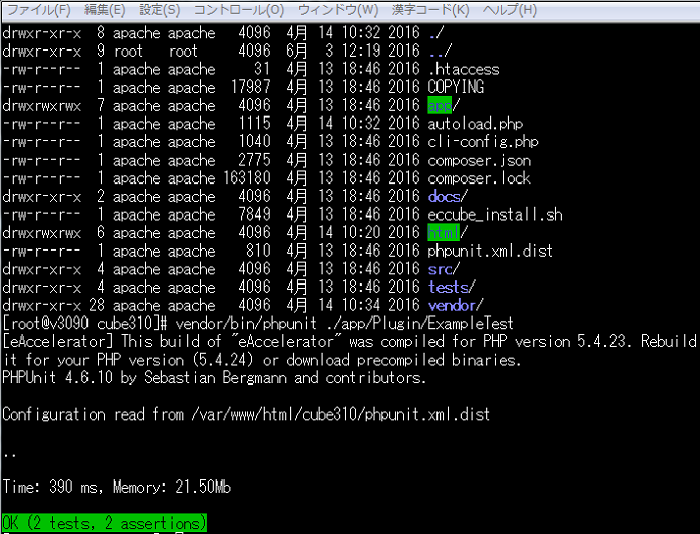 ファイル(F) 編集(E) 設定(S) コントロール(O) ウィンドウ(W) 漢字コード(K) ヘルプ(H)
drwxr-xr-x 8 apache apache 4096 4月 14 10:32 2016 ./
drwxr-xr-x 9 root root 4096 6月 3 12:19 2016 ../
-rw-r--r-- 1 apache apache 31 4月 13 18:46 2016 .htaccess
-rw-r--r-- 1 apache apache 17987 4月 13 18:46 2016 COPYING
drwxrwxrwx 7 apache apache 4096 4月 13 18:46 2016 app/
-rw-r--r-- 1 apache apache 1115 4月 14 10:32 2016 autoload.php
-rw-r--r-- 1 apache apache 1040 4月 13 18:46 2016 cli-config.php
-rw-r--r-- 1 apache apache 2775 4月 13 18:46 2016 composer.json
-rw-r--r-- 1 apache apache 163180 4月 13 18:46 2016 composer.lock
drwxr-xr-x 2 apache apache 4096 4月 13 18:46 2016 docs/
-rw-r--r-- 1 apache apache 7849 4月 13 18:46 2016 eccube_install.sh
drwxrwxrwx 6 apache apache 4096 4月 14 10:20 2016 html/
-rw-r--r-- 1 apache apache 810 4月 13 18:46 2016 phpunit.xml.dist
drwxr-xr-x 4 apache apache 4096 4月 13 18:46 2016 src/
drwxr-xr-x 4 apache apache 4096 4月 13 18:46 2016 tests/
drwxr-xr-x 28 apache apache 4096 4月 14 10:34 2016 vendor/
[root@v3090 cube310]# vendor/bin/phpunit ./app/Plugin/ExampleTest
[eAccelerator] This build of "eAccelerator" was compiled for PHP version 5.4.23. Rebuild
it for your PHP version (5.4.24) or download precompiled binaries.
PHPUnit 4.6.10 by Sebastian Bergmann and contributors.
Configuration read from /var/www/html/cube310/phpunit.xml.dist
..
Time: 390 ms, Memory: 21.50Mb
OK (2 tests, 2 assertions)